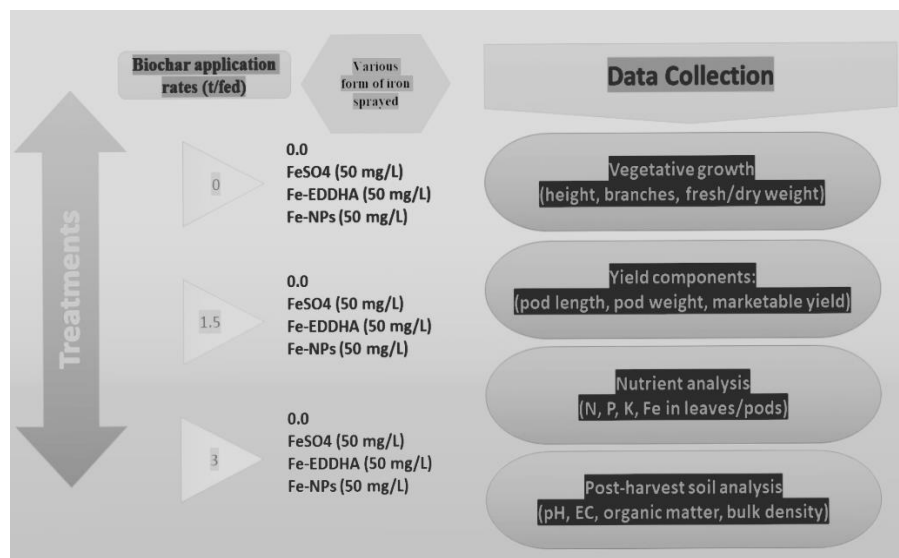 Biochar application
rates (t/fed)
Various
form of iron
sprayed
Data Collection
Treatments
0
0.0
FeSO4 (50 mg/L)
Fe-EDDHA (50 mg/L)
Fe-NPs (50 mg/L)
1.5
0.0
FeSO4 (50 mg/L)
Fe-EDDHA (50 mg/L)
Fe-NPs (50 mg/L)
3
0.0
FeSO4 (50 mg/L)
Fe-EDDHA (50 mg/L)
Fe-NPs (50 mg/L)
Vegetative growth
(height, branches, fresh/dry weight)
Yield components:
(pod length, pod weight, marketable yield)
Nutrient analysis
(N, P, K, Fe in leaves/pods)
Post-harvest soil analysis
(pH, EC, organic matter, bulk density)